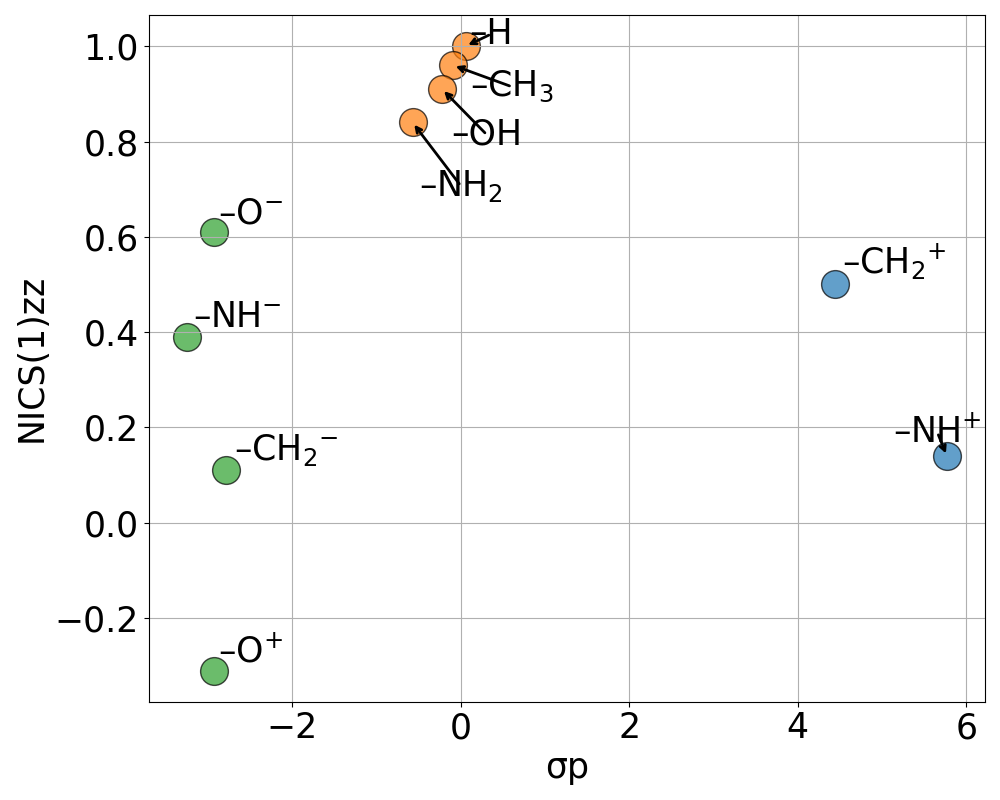 –H
–CH₃
–OH
–NH₂
–O⁻
–CH₂⁺
–NH⁻
–NH⁺
–CH₂⁻
–O⁺
1.0
0.8
0.6
0.4
0.2
0.0
−0.2
NICS(1)zz
−2
0
2
4
6
σp